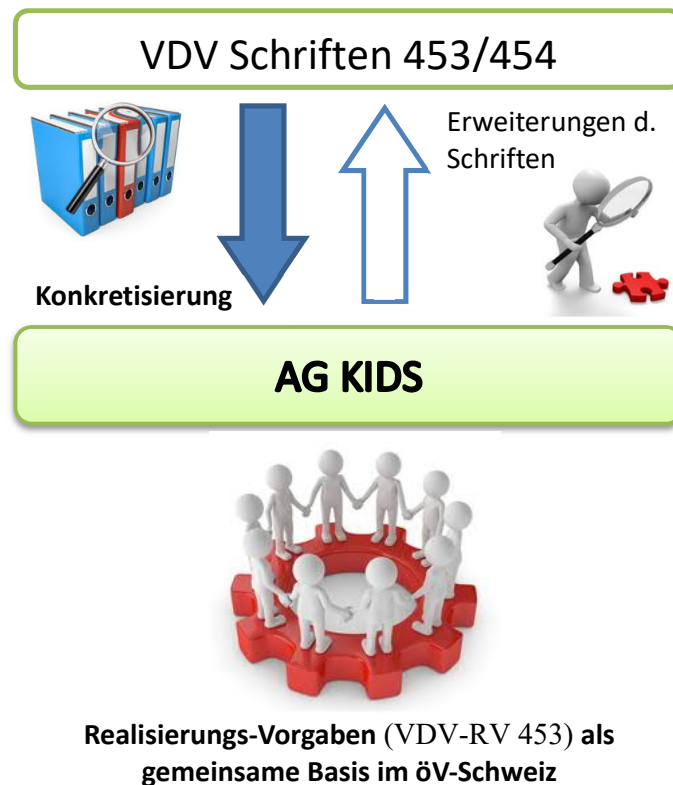 VDV Schriften 453/454
Erweiterungen d.
Schriften
Konkretisierung
AG KIDS
Realisierungs-Vorgaben (VDV-RV 453) als
gemeinsame Basis im öV-Schweiz